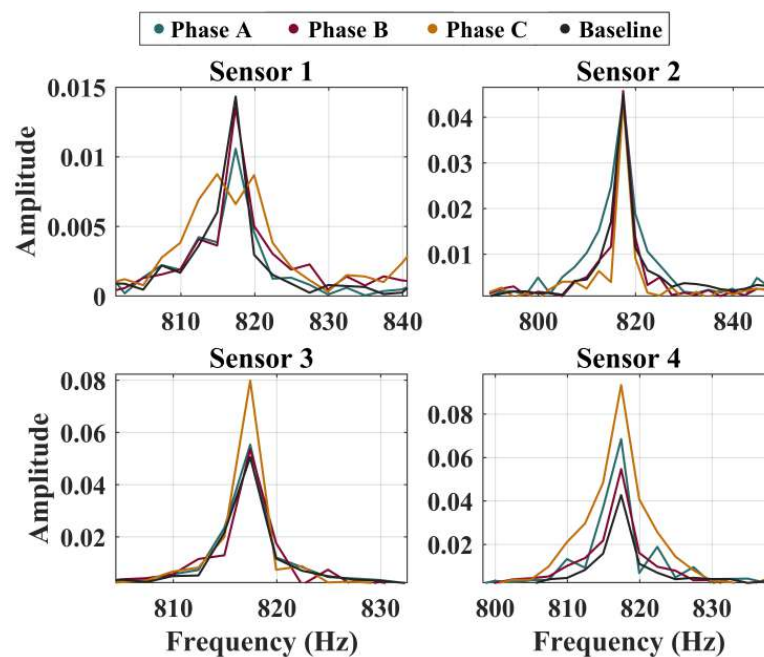 Phase A Phase B Phase C Baseline
Sensor 1
0.015
0.01
0.005
0
Amplitude
810 820 830 840
Sensor 2
0.04
0.03
0.02
0.01
800 820 840
Sensor 3
0.08
0.06
0.04
0.02
Amplitude
810 820 830
Frequency (Hz)
Sensor 4
0.08
0.06
0.04
0.02
800 810 820 830
Frequency (Hz)